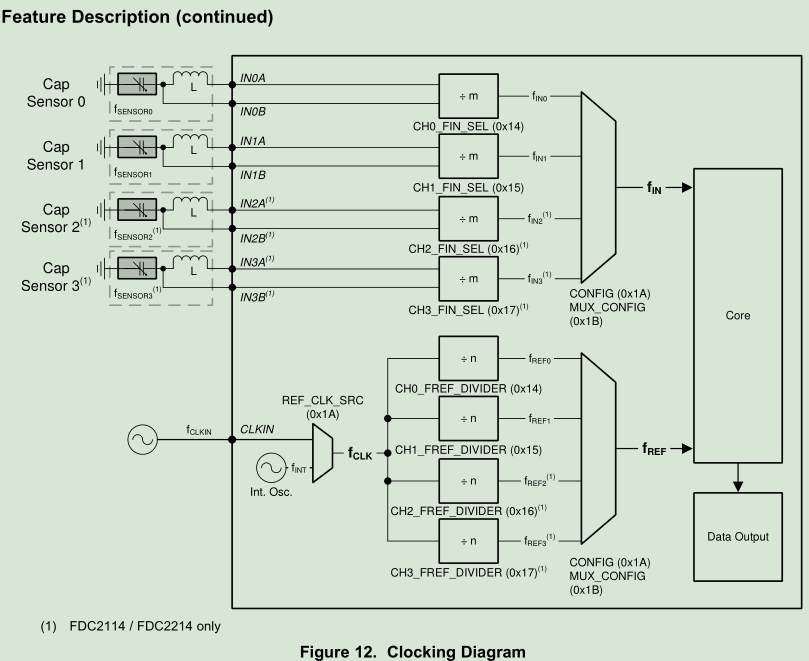 Feature Description (continued)
Cap
Sensor 0
fSENSOR0
L
IN0A
IN0B
÷ m
fIN0
CH0_FIN_SEL (0x14)
Cap
Sensor 1
fSENSOR1
L
IN1A
IN1B
÷ m
fIN1
CH1_FIN_SEL (0x15)
Cap
Sensor 2(1)
fSENSOR2(1)
L
IN2A(1)
IN2B(1)
÷ m
fIN2(1)
CH2_FIN_SEL (0x16)(1)
Cap
Sensor 3(1)
fSENSOR3(1)
L
IN3A(1)
IN3B(1)
÷ m
fIN3(1)
CH3_FIN_SEL (0x17)(1)
CONFIG (0x1A)
MUX_CONFIG
(0x1B)
fIN
Core
÷ n
fREF0
CH0_FREF_DIVIDER (0x14)
÷ n
fREF1
CH1_FREF_DIVIDER (0x15)
÷ n
fREF2(1)
CH2_FREF_DIVIDER (0x16)(1)
÷ n
fREF3(1)
CH3_FREF_DIVIDER (0x17)(1)
REF_CLK_SRC
(0x1A)
fCLKIN
CLKIN
fINT
Int. Osc.
fCLK
fREF
CONFIG (0x1A)
MUX_CONFIG
(0x1B)
Data Output
(1) FDC2114 / FDC2214 only
Figure 12. Clocking Diagram